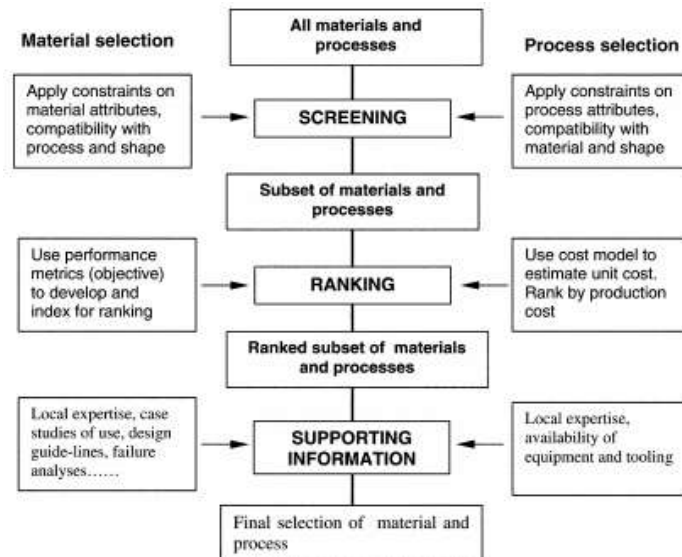 Material selection
All materials and
processes
Process selection
Apply constraints on
material attributes,
compatibility with
process and shape
SCREENING
Apply constraints on
process attributes,
compatibility with
material and shape
Subset of materials and
processes
Use performance
metrics (objective)
to develop and
index for ranking
RANKING
Use cost model to
estimate unit cost.
Rank by production
cost
Ranked subset of materials
and processes
Local expertise, case
studies of use, design
guide-lines, failure
analyses......
SUPPORTING
INFORMATION
Local expertise,
availability of
equipment and tooling
Final selection of material and
process